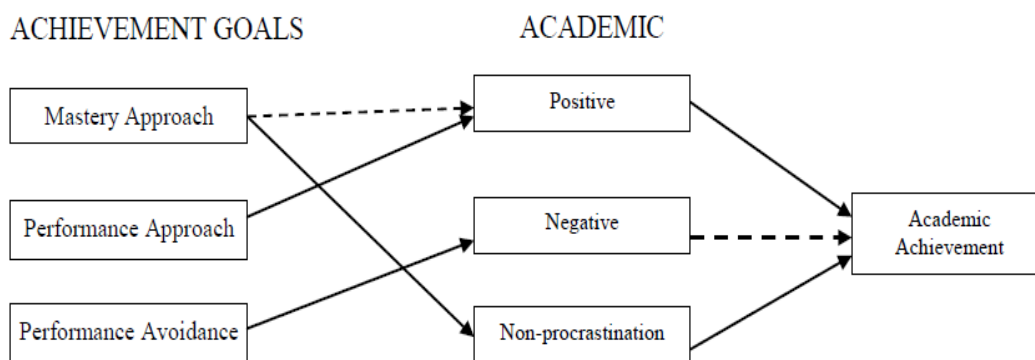 ACHIEVEMENT GOALS
ACADEMIC
Mastery Approach
Positive
Performance Approach
Negative
Academic
Achievement
Performance Avoidance
Non-procrastination